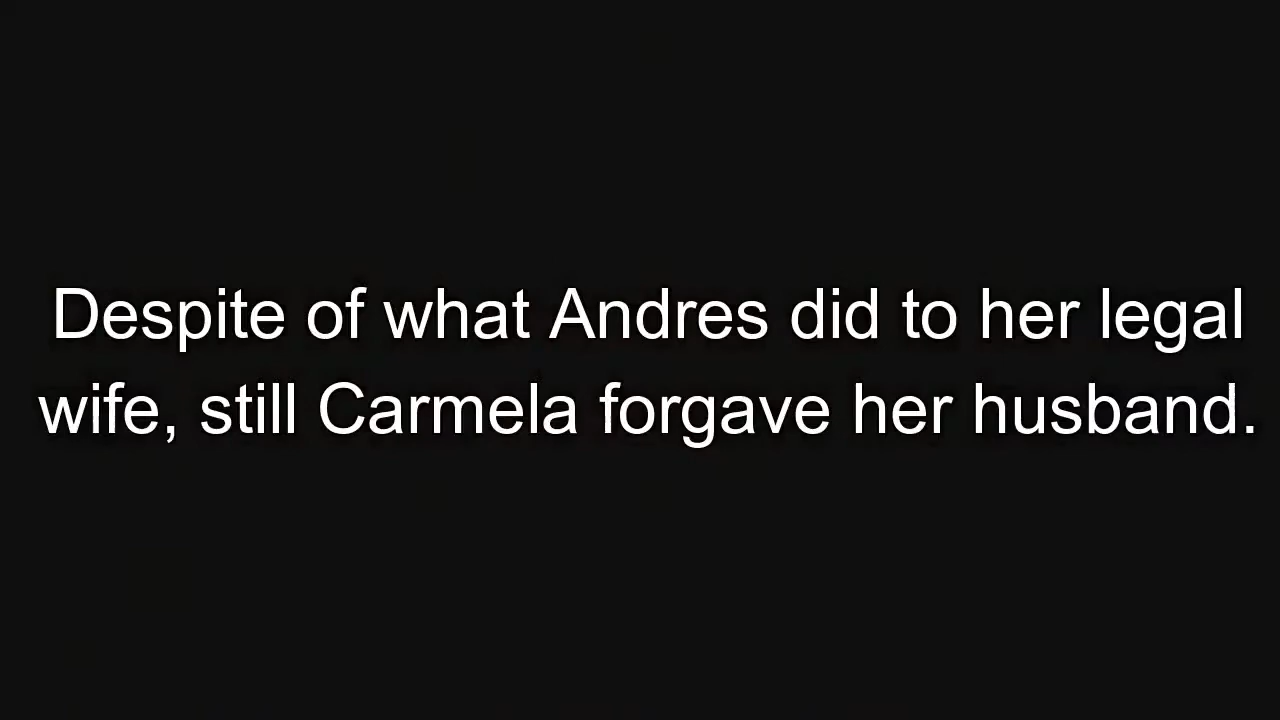 Despite of what Andres did to her legal
wife, still Carmela forgave her husband.